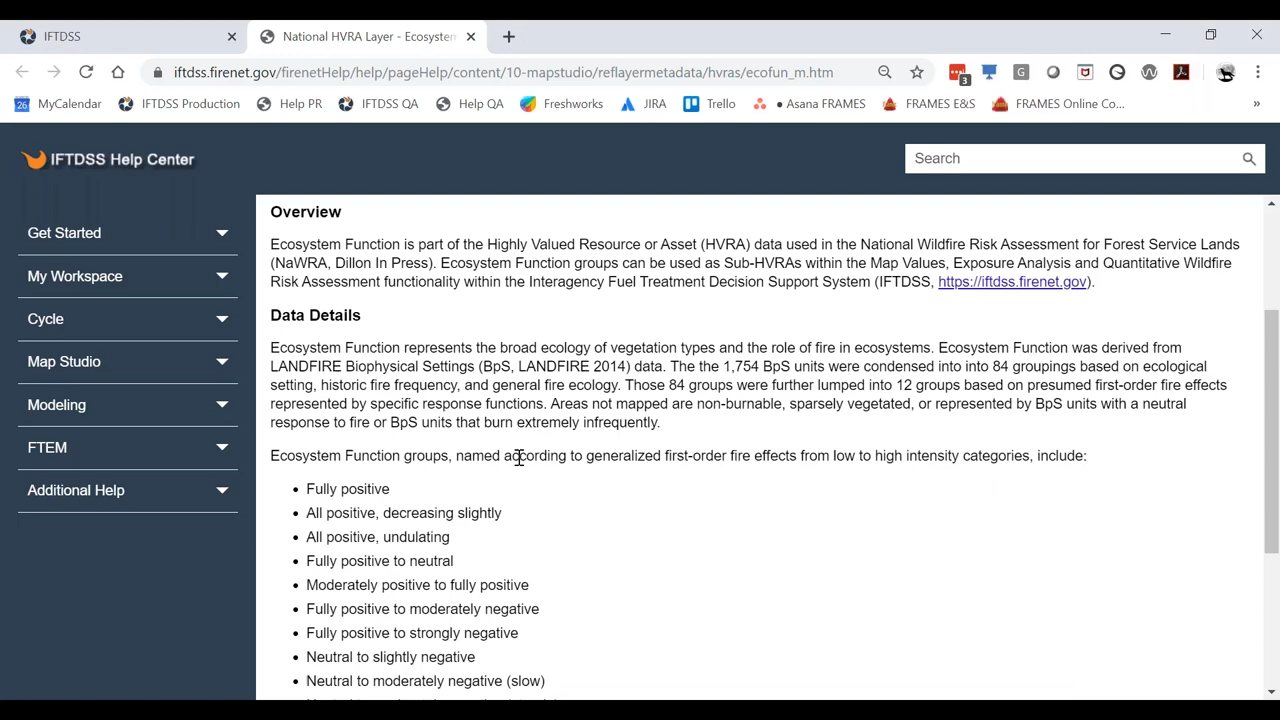 IFTDSS
National HVRA Layer - Ecosystem
iftdss.firenet.gov/firenetHelp/help/pageHelp/content/10-mapstudio/reflayermetadata/hvras/ecofun_m.htm
3
26 MyCalendar
IFTDSS Production
Help PR
IFTDSS QA
Help QA
Freshworks
JIRA
Trello
● Asana FRAMES
FRAMES E&S
FRAMES Online Co...
»
IFTDSS Help Center
Search
Get Started
My Workspace
Cycle
Map Studio
Modeling
FTEM
Additional Help
Overview
Ecosystem Function is part of the Highly Valued Resource or Asset (HVRA) data used in the National Wildfire Risk Assessment for Forest Service Lands
(NaWRA, Dillon In Press). Ecosystem Function groups can be used as Sub-HVRAs within the Map Values, Exposure Analysis and Quantitative Wildfire
Risk Assessment functionality within the Interagency Fuel Treatment Decision Support System (IFTDSS, https://iftdss.firenet.gov).
Data Details
Ecosystem Function represents the broad ecology of vegetation types and the role of fire in ecosystems. Ecosystem Function was derived from
LANDFIRE Biophysical Settings (BpS, LANDFIRE 2014) data. The the 1,754 BpS units were condensed into into 84 groupings based on ecological
setting, historic fire frequency, and general fire ecology. Those 84 groups were further lumped into 12 groups based on presumed first-order fire effects
represented by specific response functions. Areas not mapped are non-burnable, sparsely vegetated, or represented by BpS units with a neutral
response to fire or BpS units that burn extremely infrequently.
Ecosystem Function groups, named according to generalized first-order fire effects from low to high intensity categories, include:
• Fully positive
• All positive, decreasing slightly
• All positive, undulating
• Fully positive to neutral
• Moderately positive to fully positive
• Fully positive to moderately negative
• Fully positive to strongly negative
• Neutral to slightly negative
• Neutral to moderately negative (slow)